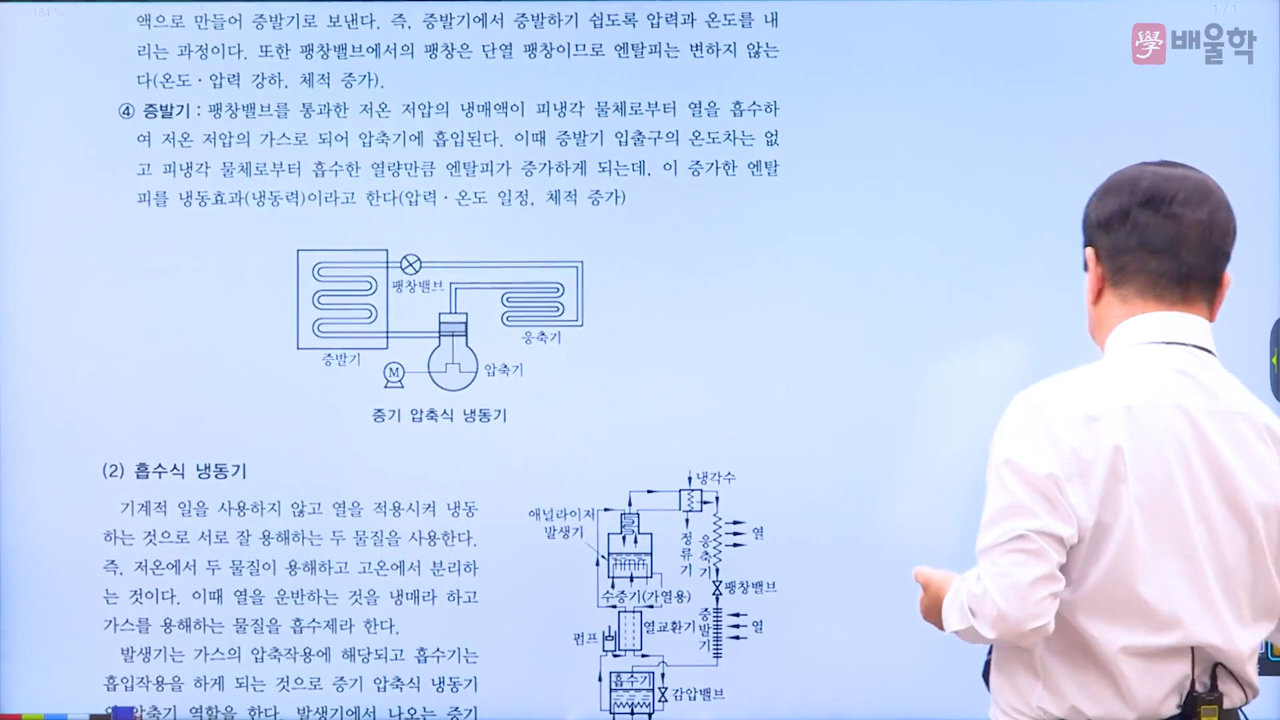 184 %
1 / 1
學 배울학
액으로 만들어 증발기로 보낸다. 즉, 증발기에서 증발하기 쉽도록 압력과 온도를 내
리는 과정이다. 또한 팽창밸브에서의 팽창은 단열 팽창이므로 엔탈피는 변하지 않는
다(온도 · 압력 강하, 체적 증가).
④ 증발기 : 팽창밸브를 통과한 저온 저압의 냉매액이 피냉각 물체로부터 열을 흡수하
여 저온 저압의 가스로 되어 압축기에 흡입된다. 이때 증발기 입출구의 온도차는 없
고 피냉각 물체로부터 흡수한 열량만큼 엔탈피가 증가하게 되는데, 이 증가한 엔탈
피를 냉동효과(냉동력)이라고 한다(압력 · 온도 일정, 체적 증가)
팽창밸브
응축기
증발기
M
압축기
증기 압축식 냉동기
(2) 흡수식 냉동기
기계적 일을 사용하지 않고 열을 적용시켜 냉동
하는 것으로 서로 잘 용해하는 두 물질을 사용한다.
즉, 저온에서 두 물질이 용해하고 고온에서 분리하
는 것이다. 이때 열을 운반하는 것을 냉매라 하고
가스를 용해하는 물질을 흡수제라 한다.
발생기는 가스의 압축작용에 해당되고 흡수기는
흡입작용을 하게 되는 것으로 증기 압축식 냉동기
압축기 역할을 한다. 발생기에서 나오는 증기
냉각수
애널라이저
발생기
정류기
응축기
열
팽창밸브
수증기(가열용)
증발기
열
열교환기
펌프
흡수기
감압밸브